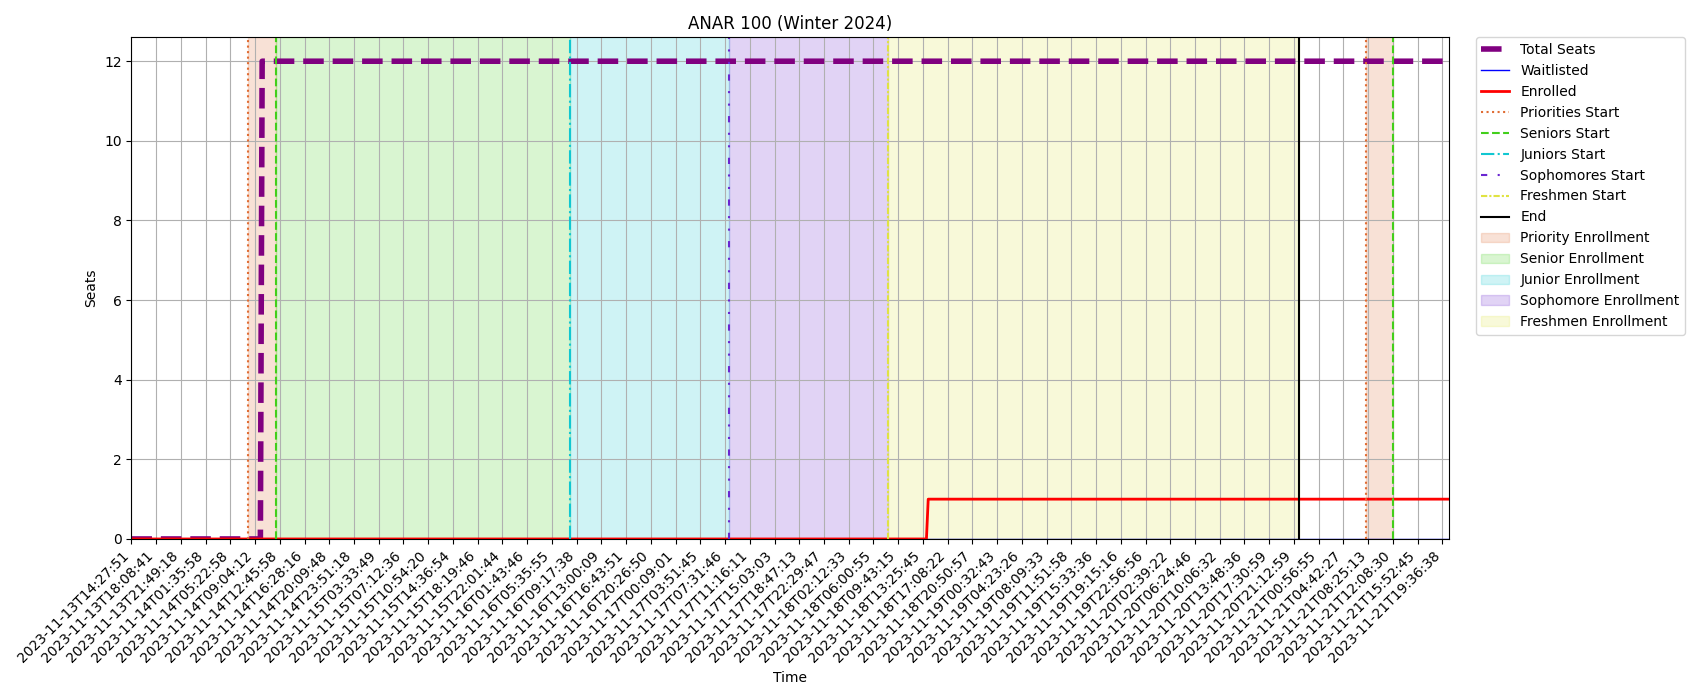 ANAR 100 (Winter 2024)
Seats
12
10
8
6
4
2
0
2023-11-13T14:27:51
2023-11-13T18:08:41
2023-11-13T21:49:18
2023-11-14T01:35:58
2023-11-14T05:22:58
2023-11-14T09:04:12
2023-11-14T12:45:58
2023-11-14T16:28:16
2023-11-14T20:09:48
2023-11-14T23:51:18
2023-11-15T03:33:49
2023-11-15T07:12:36
2023-11-15T10:54:20
2023-11-15T14:36:54
2023-11-15T18:19:46
2023-11-15T22:01:44
2023-11-16T01:43:46
2023-11-16T05:35:55
2023-11-16T09:17:38
2023-11-16T13:00:09
2023-11-16T16:43:51
2023-11-16T20:26:50
2023-11-17T00:09:01
2023-11-17T03:51:45
2023-11-17T07:31:46
2023-11-17T11:16:11
2023-11-17T15:03:03
2023-11-17T18:47:13
2023-11-17T22:29:47
2023-11-18T02:12:33
2023-11-18T06:00:55
2023-11-18T09:43:15
2023-11-18T13:25:45
2023-11-18T17:08:22
2023-11-18T20:50:57
2023-11-19T00:32:43
2023-11-19T04:23:26
2023-11-19T08:09:33
2023-11-19T11:51:58
2023-11-19T15:33:36
2023-11-19T19:15:16
2023-11-19T22:56:56
2023-11-20T02:39:22
2023-11-20T06:24:46
2023-11-20T10:06:32
2023-11-20T13:48:36
2023-11-20T17:30:59
2023-11-20T21:12:59
2023-11-21T00:56:55
2023-11-21T04:42:27
2023-11-21T08:25:13
2023-11-21T12:08:30
2023-11-21T15:52:45
2023-11-21T19:36:38
Time
Total Seats
Waitlisted
Enrolled
Priorities Start
Seniors Start
Juniors Start
Sophomores Start
Freshmen Start
End
Priority Enrollment
Senior Enrollment
Junior Enrollment
Sophomore Enrollment
Freshmen Enrollment